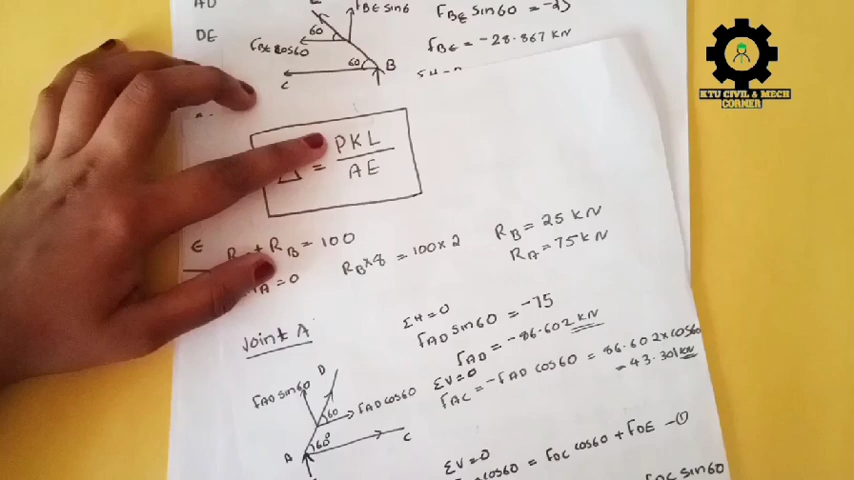 AD
DE
60
FBE sin6
FBE cos60
60
B
C
FBE sin60 = -25
FBE = -28.867 KN
KTU CIVIL & MECH
CORNER
= PKL
AE
E
+ RB = 100
A = 0
RB×8 = 100×2
RB = 25 KN
RA = 75 KN
Joint A
ΣH=0
FAD sin60 = -75
FAD = -86.602 KN
ΣV=0
FAC = -FAD cos60 = 86.602×cos60
= 43.301 KN
D
FAD sin60
60
FAD cos60
60°
A
C
ΣV=0
cos60 = FDC cos60 + FDE -①
FDC sin60